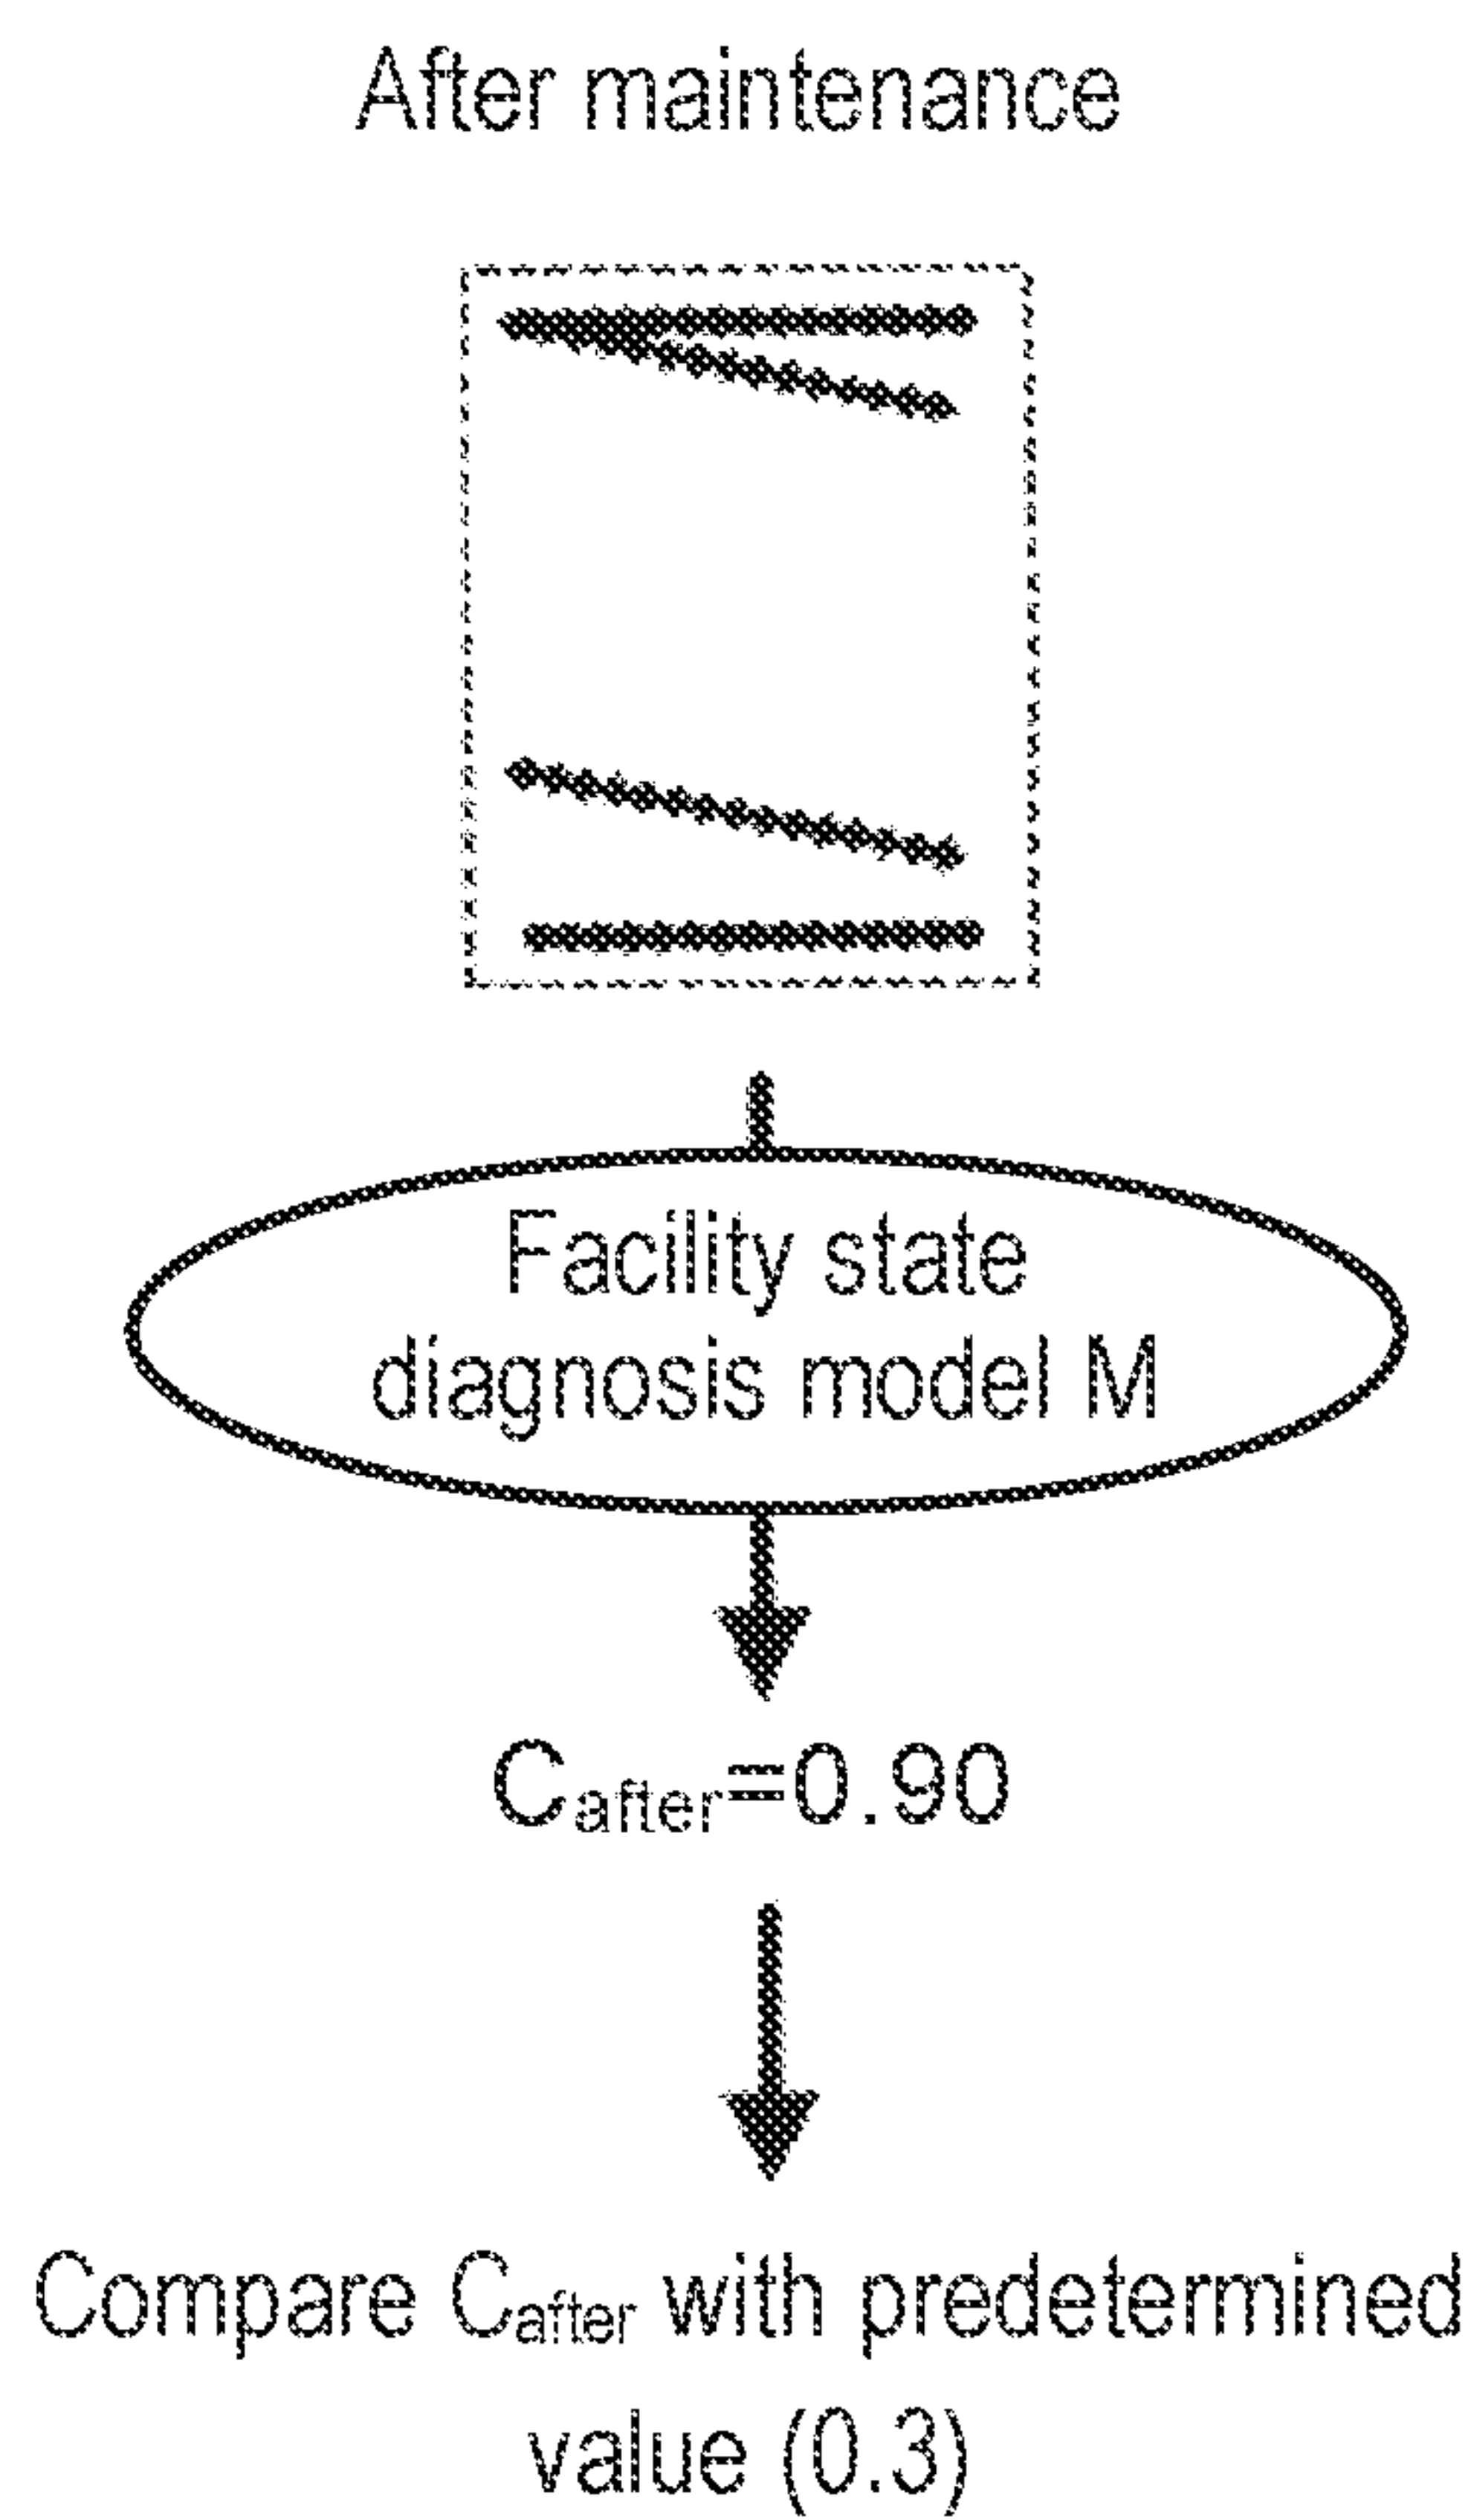 After maintenance
Facility state
diagnosis model M
Cafter=0.90
Compare Cafter with predetermined
value (0.3)